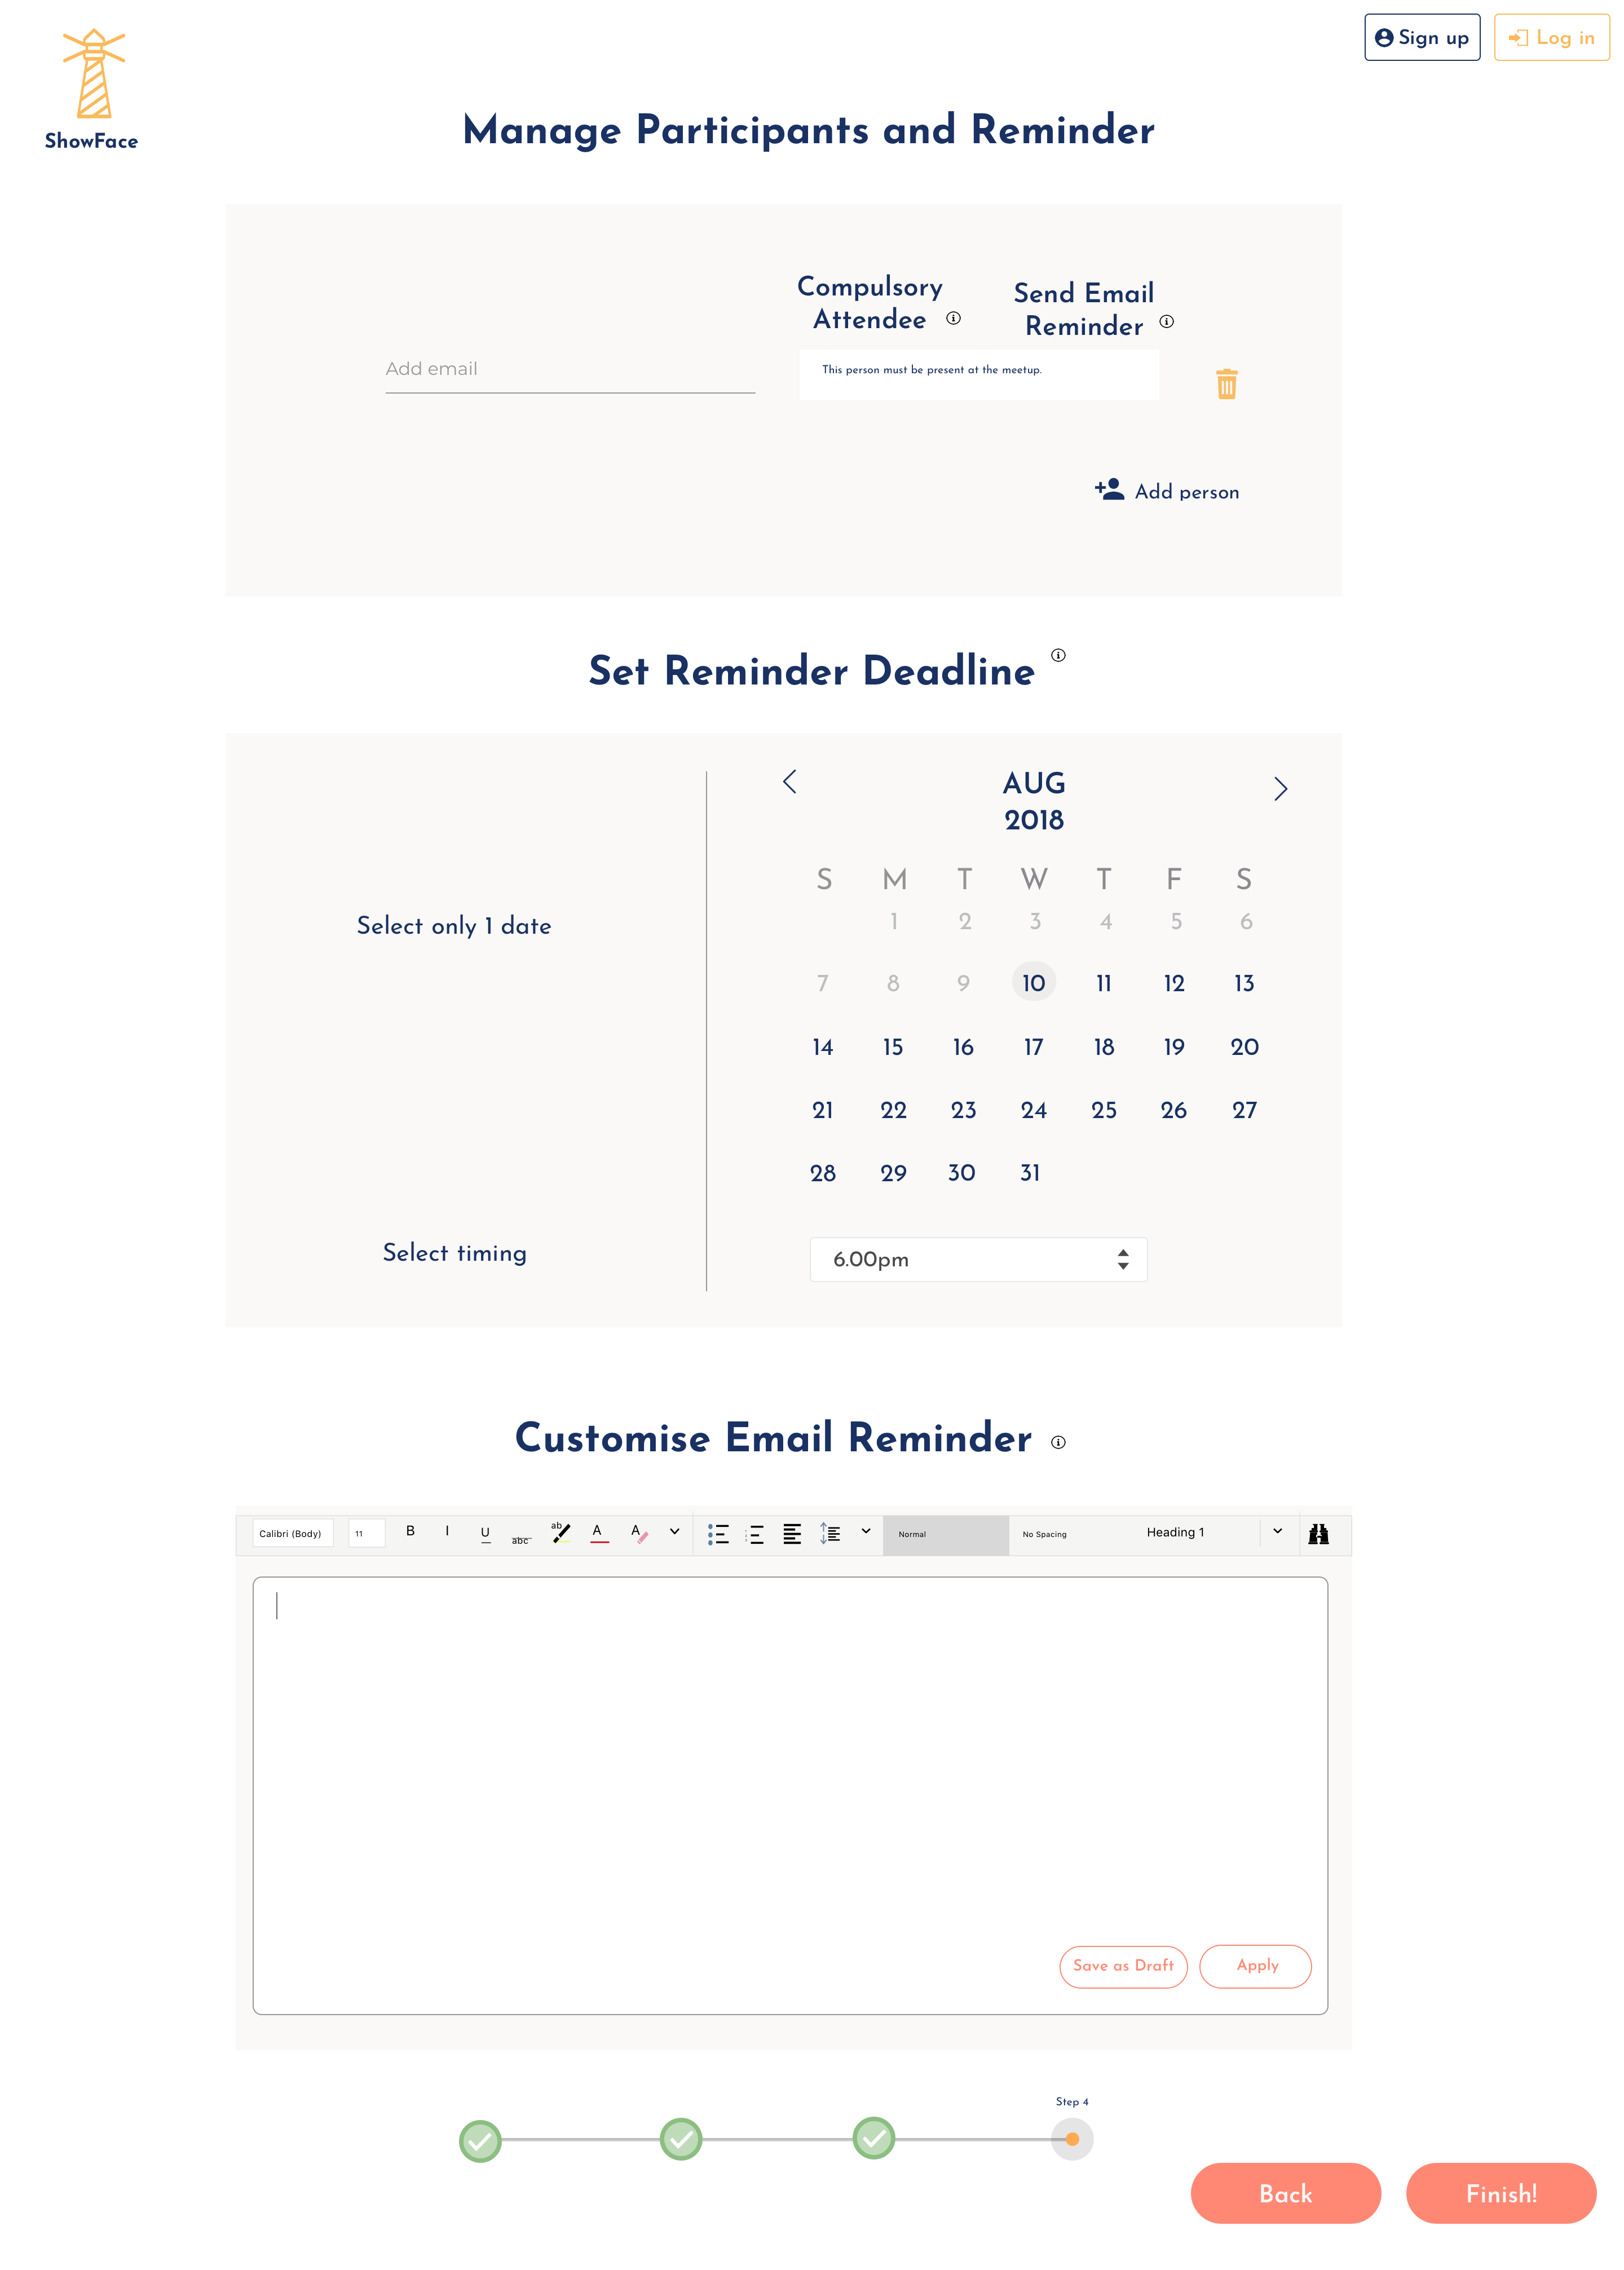 Sign up
Log in
ShowFace
Manage Participants and Reminder
Compulsory
Attendee
Send Email
Reminder
Add email
This person must be present at the meetup.
Add person
Set Reminder Deadline
AUG
2018
S M T W T F S
1 2 3 4 5 6
Select only 1 date
7 8 9 10 11 12 13
14 15 16 17 18 19 20
21 22 23 24 25 26 27
28 29 30 31
Select timing
6.00pm
Customise Email Reminder
Calibri (Body) 11 B I U abc ab A A Normal No Spacing Heading 1
Save as Draft
Apply
Step 4
Back
Finish!